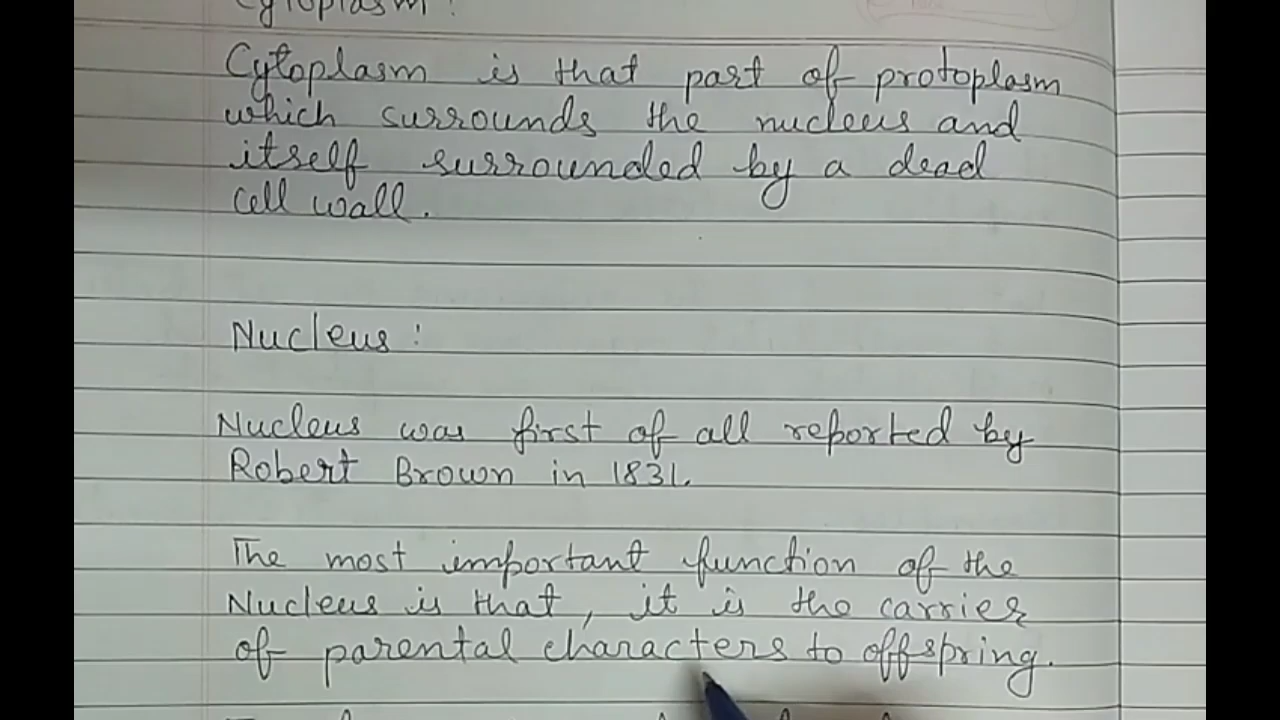 Cytoplasm :
Cytoplasm is that part of protoplasm
which surrounds the nucleus and
itself surrounded by a dead
cell wall.
Nucleus :
Nucleus was first of all reported by
Robert Brown in 1831.
The most important function of the
Nucleus is that, it is the carrier
of parental characters to offspring.